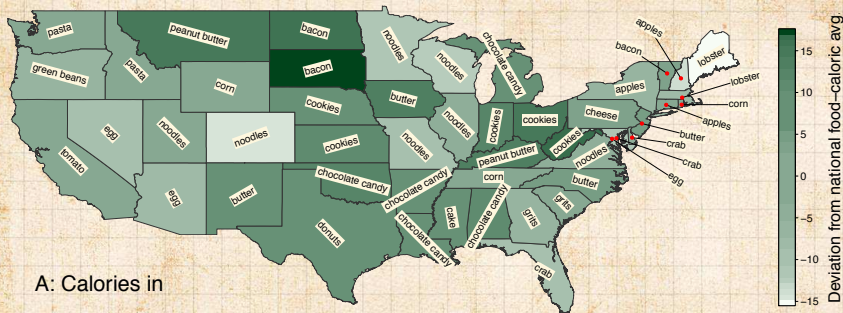 apples
bacon
lobster
pasta
peanut butter
bacon
noodles
chocolate candy
green beans
pasta
corn
bacon
noodles
apples
lobster
corn
apples
butter
crab
crab
egg
egg
noodles
noodles
cookies
butter
noodles
cookies
cookies
cheese
cookies
tomato
egg
butter
cookies
noodles
peanut butter
noodles
chocolate candy
chocolate candy
corn
butter
donuts
chocolate candy
cake
chocolate candy
grits
grits
crab
A: Calories in
15
10
5
0
−5
−10
−15
Deviation from national food−caloric avg.